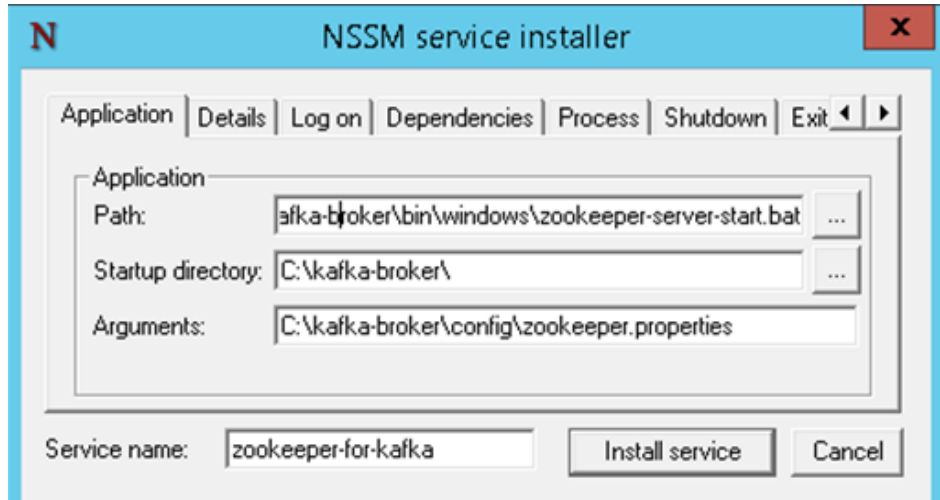 N NSSM service installer x
Application Details Log on Dependencies Process Shutdown Exit
Application
Path: afka-broker\bin\windows\zookeeper-server-start.bat ...
Startup directory: C:\kafka-broker\ ...
Arguments: C:\kafka-broker\config\zookeeper.properties
Service name: zookeeper-for-kafka Install service Cancel